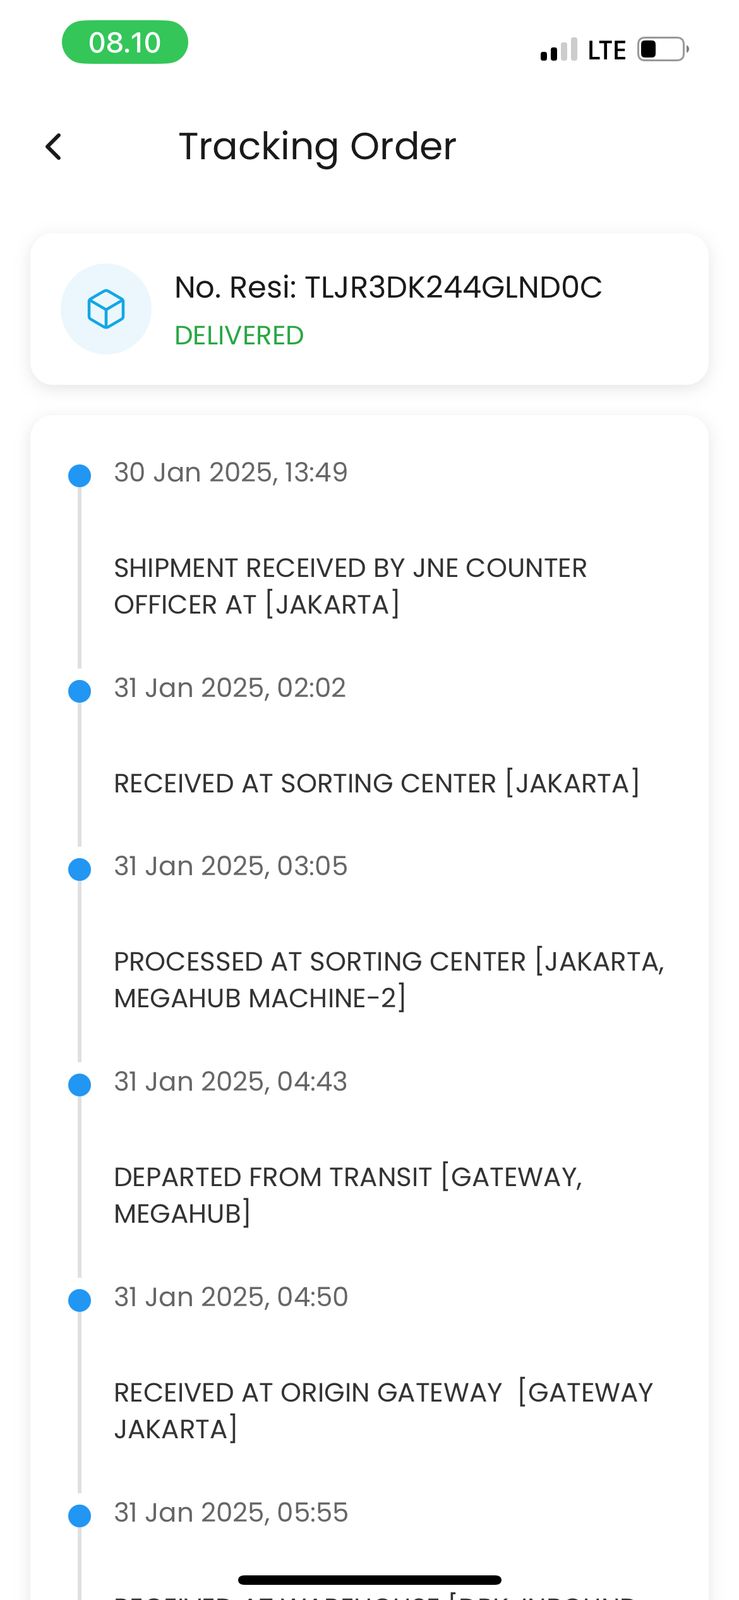 08.10
LTE
Tracking Order
No. Resi: TLJR3DK244GLND0C
DELIVERED
30 Jan 2025, 13:49
SHIPMENT RECEIVED BY JNE COUNTER
OFFICER AT [JAKARTA]
31 Jan 2025, 02:02
RECEIVED AT SORTING CENTER [JAKARTA]
31 Jan 2025, 03:05
PROCESSED AT SORTING CENTER [JAKARTA,
MEGAHUB MACHINE-2]
31 Jan 2025, 04:43
DEPARTED FROM TRANSIT [GATEWAY,
MEGAHUB]
31 Jan 2025, 04:50
RECEIVED AT ORIGIN GATEWAY  [GATEWAY
JAKARTA]
31 Jan 2025, 05:55